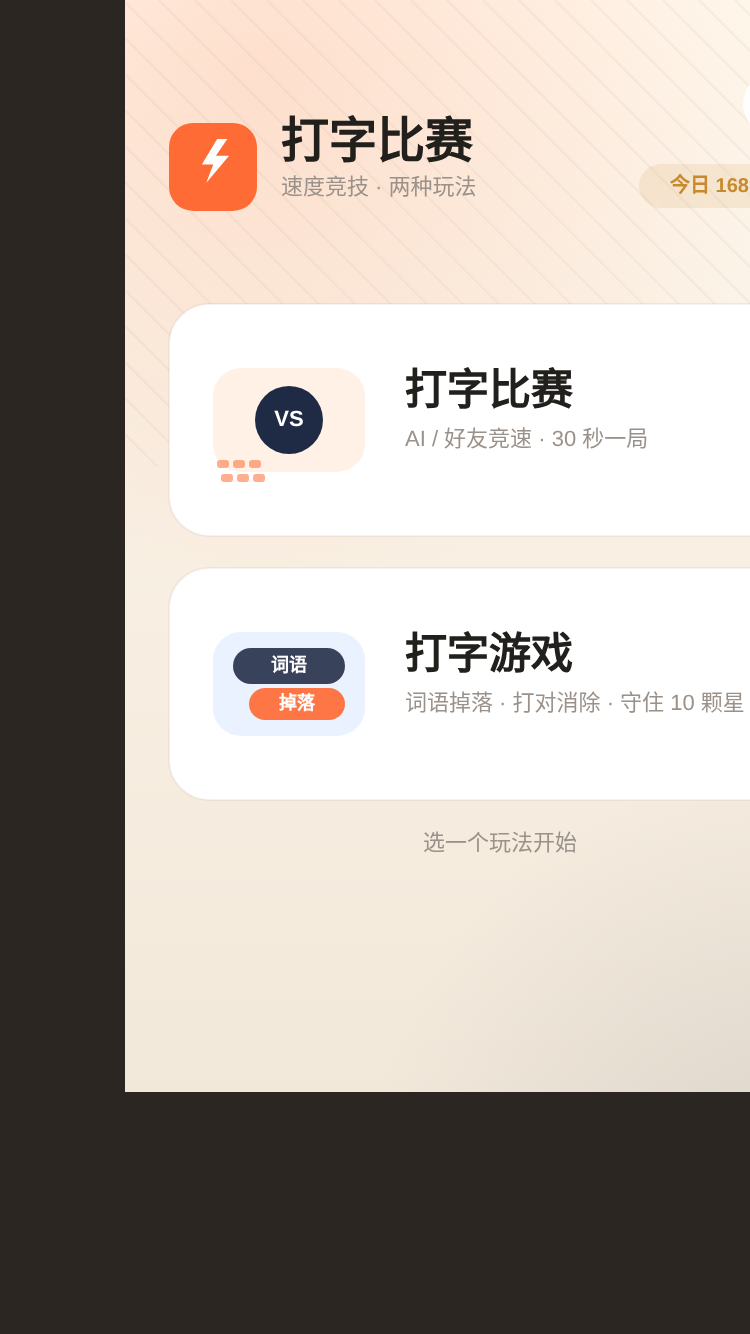 打字比赛
速度竞技 · 两种玩法
今日 168
VS
打字比赛
AI / 好友竞速 · 30 秒一局
词语
掉落
打字游戏
词语掉落 · 打对消除 · 守住 10 颗星
选一个玩法开始